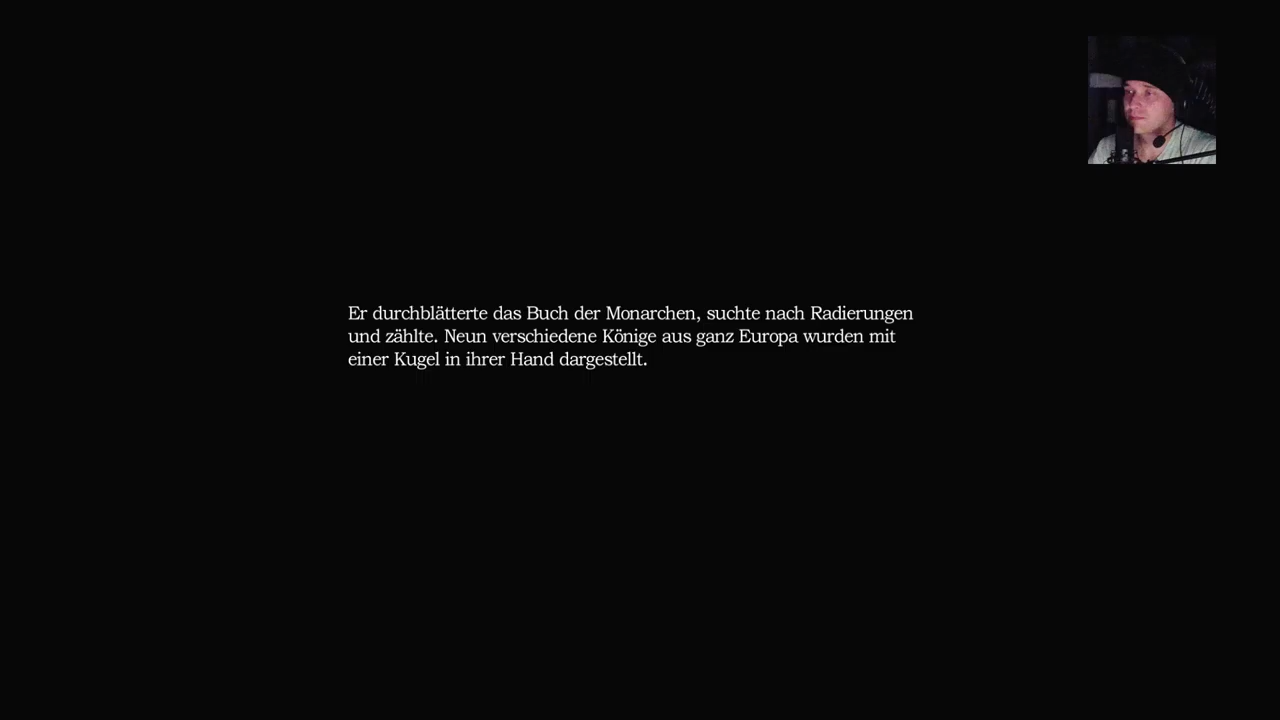 Er durchblätterte das Buch der Monarchen, suchte nach Radierungen
und zählte. Neun verschiedene Könige aus ganz Europa wurden mit
einer Kugel in ihrer Hand dargestellt.